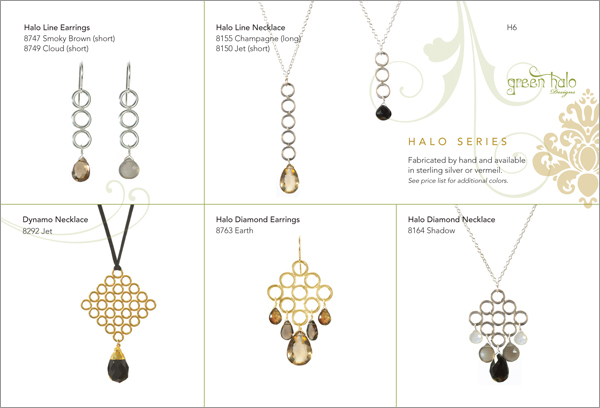 Halo Line Earrings
8747 Smoky Brown (short)
8749 Cloud (short)
Halo Line Necklace
8155 Champagne (long)
8150 Jet (short)
H6
green halo
Designs
HALO SERIES
Fabricated by hand and available
in sterling silver or vermeil.
See price list for additional colors.
Dynamo Necklace
8292 Jet
Halo Diamond Earrings
8763 Earth
Halo Diamond Necklace
8164 Shadow